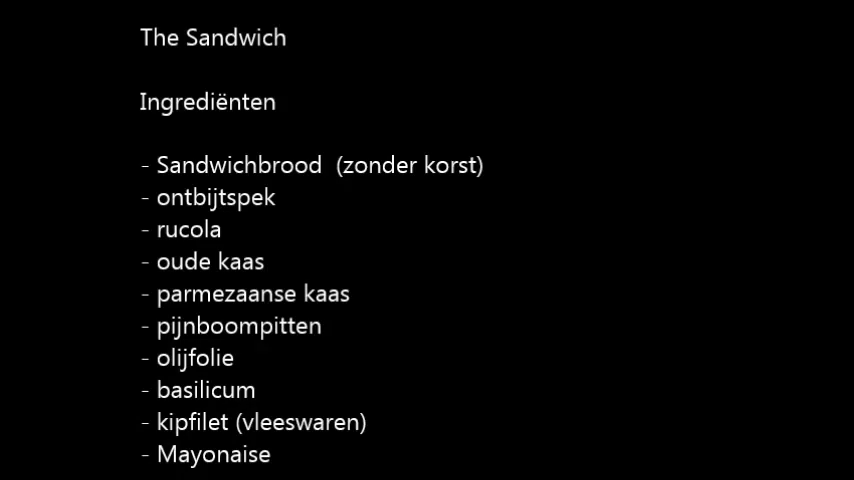 The Sandwich
Ingrediënten
- Sandwichbrood  (zonder korst)
- ontbijtspek
- rucola
- oude kaas
- parmezaanse kaas
- pijnboompitten
- olijfolie
- basilicum
- kipfilet (vleeswaren)
- Mayonaise